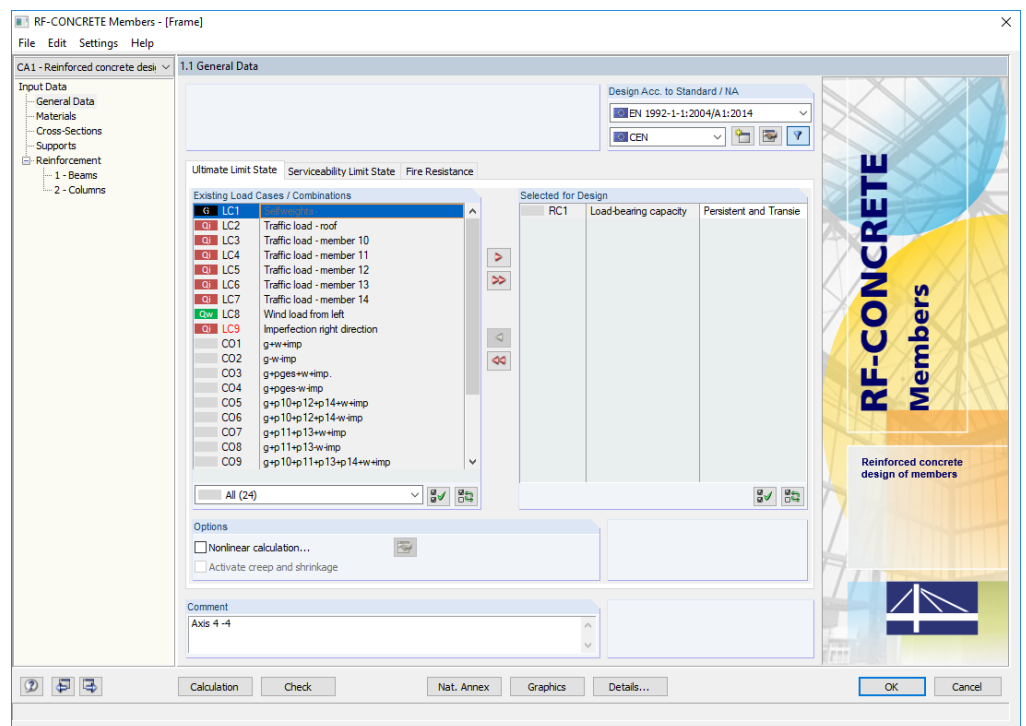 RF-CONCRETE Members - [Frame]
File Edit Settings Help
CA1 - Reinforced concrete desig
1.1 General Data
Input Data
General Data
Materials
Cross-Sections
Supports
Reinforcement
1 - Beams
2 - Columns
Design Acc. to Standard / NA
EN 1992-1-1:2004/A1:2014
CEN
Ultimate Limit State Serviceability Limit State Fire Resistance
Existing Load Cases / Combinations
G LC1 Selfweights
Qi LC2 Traffic load - roof
Qi LC3 Traffic load - member 10
Qi LC4 Traffic load - member 11
Qi LC5 Traffic load - member 12
Qi LC6 Traffic load - member 13
Qi LC7 Traffic load - member 14
Qw LC8 Wind load from left
Qi LC9 Imperfection right direction
CO1 g+w+imp
CO2 g-w-imp
CO3 g+pges+w+imp.
CO4 g+pges-w-imp
CO5 g+p10+p12+p14+w+imp
CO6 g+p10+p12+p14-w-imp
CO7 g+p11+p13+w+imp
CO8 g+p11+p13-w-imp
CO9 g+p10+p11+p13+p14+w+imp
All (24)
Selected for Design
RC1 Load-bearing capacity Persistent and Transie
Options
Nonlinear calculation...
Activate creep and shrinkage
Comment
Axis 4 -4
RF-CONCRETE
Members
Reinforced concrete
design of members
Calculation Check Nat. Annex Graphics Details... OK Cancel